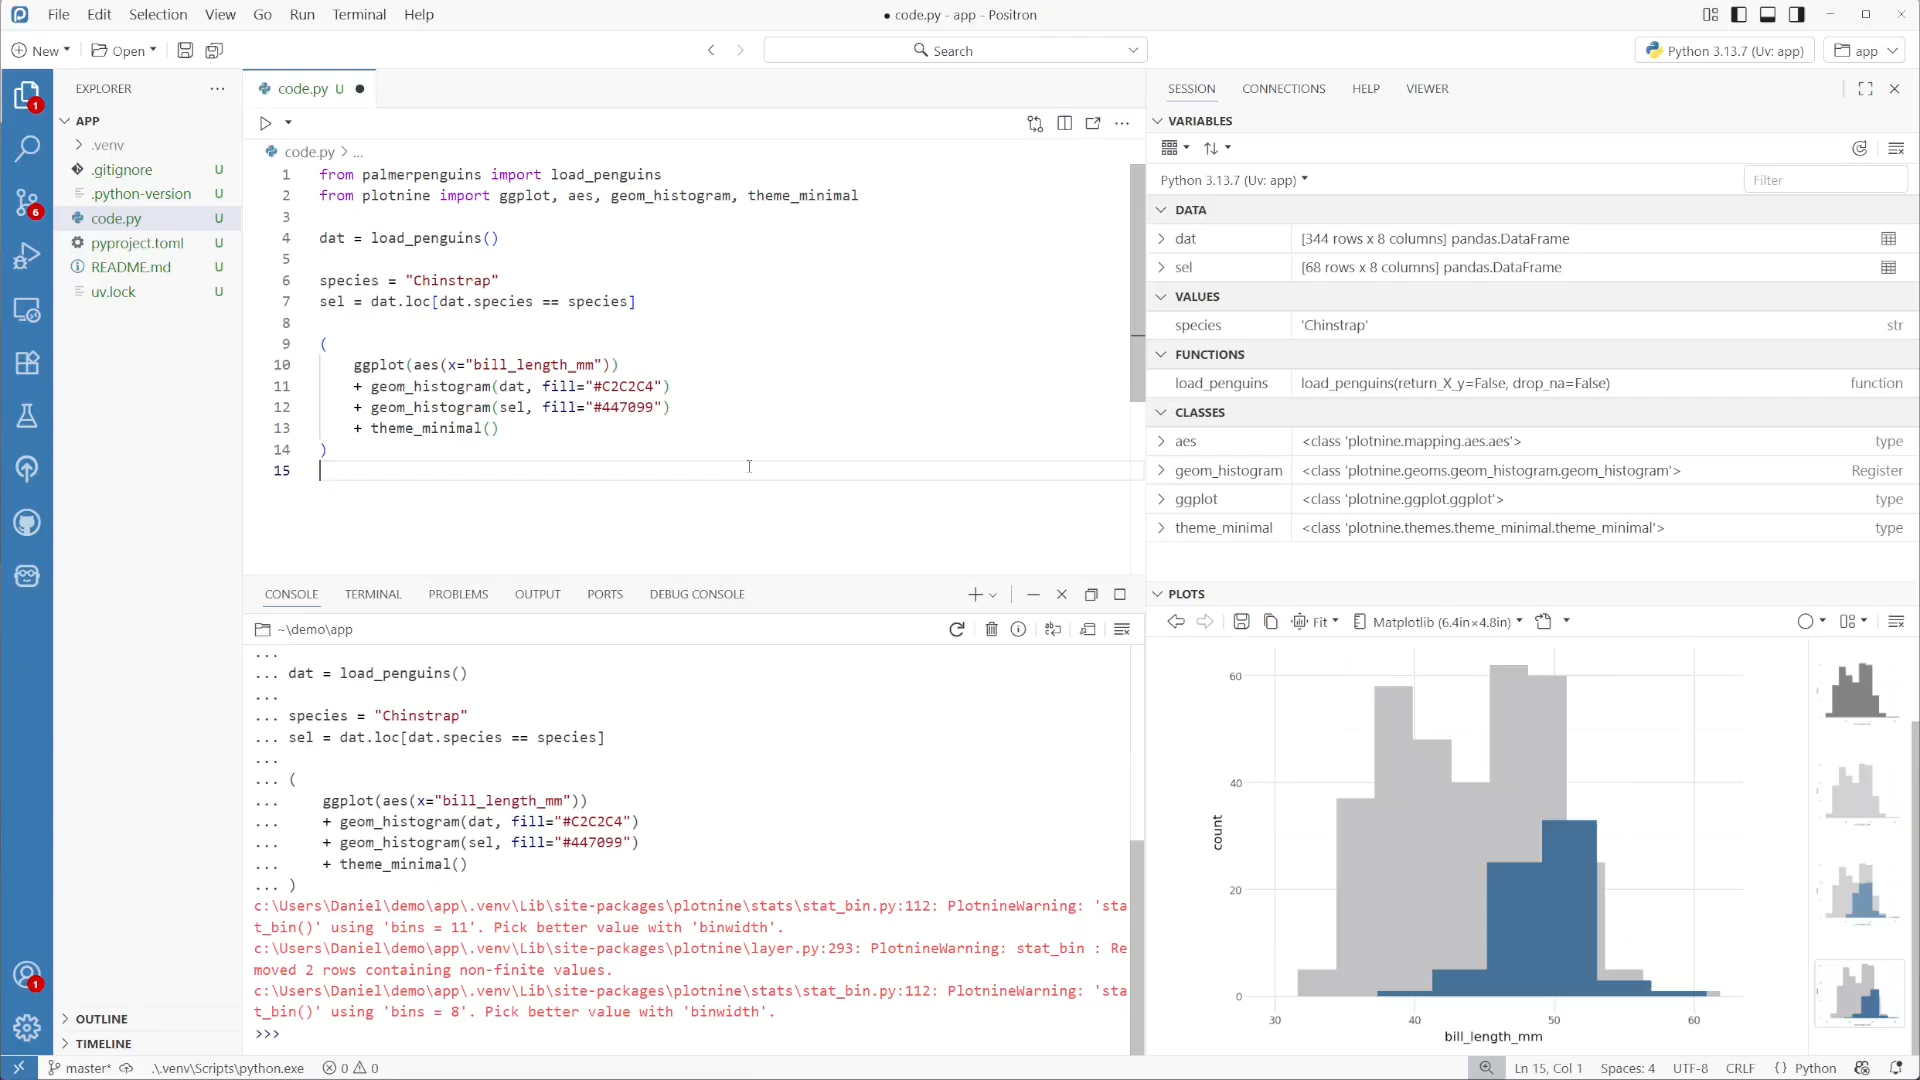 File Edit Selection View Go Run Terminal Help
● code.py - app - Positron
New Open
Search
Python 3.13.7 (Uv: app)
app
EXPLORER
APP
.venv
.gitignore U
.python-version U
code.py U
pyproject.toml U
README.md U
uv.lock U
OUTLINE
TIMELINE
1
6
1
code.py U
code.py > ...
1 from palmerpenguins import load_penguins
2 from plotnine import ggplot, aes, geom_histogram, theme_minimal
3
4 dat = load_penguins()
5
6 species = "Chinstrap"
7 sel = dat.loc[dat.species == species]
8
9 (
10 ggplot(aes(x="bill_length_mm"))
11 + geom_histogram(dat, fill="#C2C2C4")
12 + geom_histogram(sel, fill="#447099")
13 + theme_minimal()
14 )
15
CONSOLE TERMINAL PROBLEMS OUTPUT PORTS DEBUG CONSOLE
~\demo\app
...
... dat = load_penguins()
...
... species = "Chinstrap"
... sel = dat.loc[dat.species == species]
...
... (
... ggplot(aes(x="bill_length_mm"))
... + geom_histogram(dat, fill="#C2C2C4")
... + geom_histogram(sel, fill="#447099")
... + theme_minimal()
... )
c:\Users\Daniel\demo\app\.venv\Lib\site-packages\plotnine\stats\stat_bin.py:112: PlotnineWarning: 'sta
t_bin()' using 'bins = 11'. Pick better value with 'binwidth'.
c:\Users\Daniel\demo\app\.venv\Lib\site-packages\plotnine\layer.py:293: PlotnineWarning: stat_bin : Re
moved 2 rows containing non-finite values.
c:\Users\Daniel\demo\app\.venv\Lib\site-packages\plotnine\stats\stat_bin.py:112: PlotnineWarning: 'sta
t_bin()' using 'bins = 8'. Pick better value with 'binwidth'.
>>>
SESSION CONNECTIONS HELP VIEWER
VARIABLES
Python 3.13.7 (Uv: app)
Filter
DATA
dat [344 rows x 8 columns] pandas.DataFrame
sel [68 rows x 8 columns] pandas.DataFrame
VALUES
species 'Chinstrap' str
FUNCTIONS
load_penguins load_penguins(return_X_y=False, drop_na=False) function
CLASSES
aes <class 'plotnine.mapping.aes.aes'> type
geom_histogram <class 'plotnine.geoms.geom_histogram.geom_histogram'> Register
ggplot <class 'plotnine.ggplot.ggplot'> type
theme_minimal <class 'plotnine.themes.theme_minimal.theme_minimal'> type
PLOTS
Fit Matplotlib (6.4in×4.8in)
60
40
20
0
count
30 40 50 60
bill_length_mm
master* .\.venv\Scripts\python.exe 0 0
Ln 15, Col 1 Spaces: 4 UTF-8 CRLF {} Python